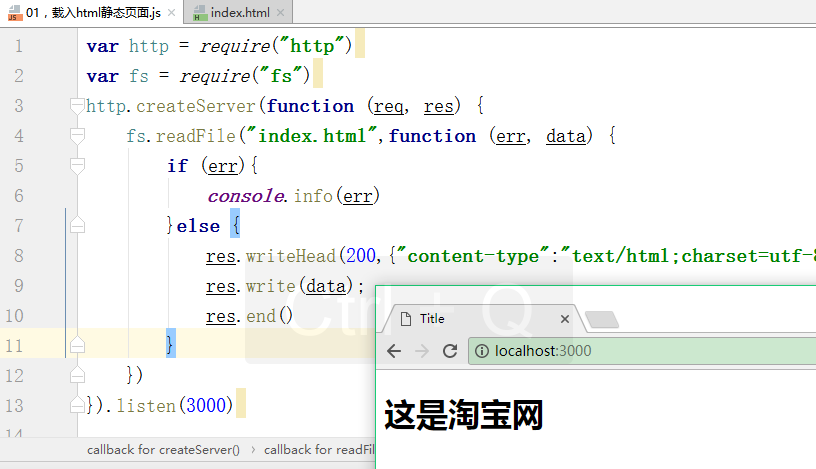 01，载入html静态页面.js
index.html
1 var http = require("http")
2 var fs = require("fs")
3 http.createServer(function (req, res) {
4 fs.readFile("index.html",function (err, data) {
5 if (err){
6 console.info(err)
7 }else {
8 res.writeHead(200,{"content-type":"text/html;charset=utf-8
9 res.write(data);
10 res.end()
11 }
12 })
13 }).listen(3000)
14
Ctrl + Q
Title
localhost:3000
这是淘宝网
callback for createServer() › callback for readFil